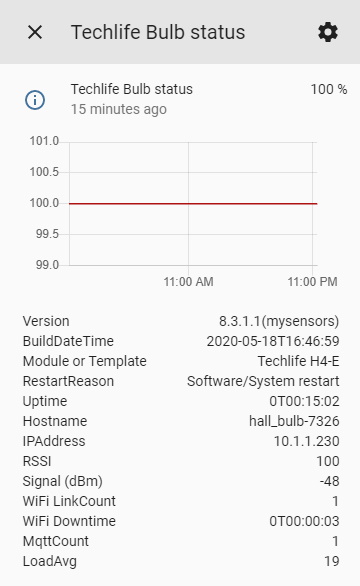 Techlife Bulb status
Techlife Bulb status 100 %
15 minutes ago
101.0
100.5
100.0
99.5
99.0
11:00 AM 11:00 PM
Version 8.3.1.1(mysensors)
BuildDateTime 2020-05-18T16:46:59
Module or Template Techlife H4-E
RestartReason Software/System restart
Uptime 0T00:15:02
Hostname hall_bulb-7326
IPAddress 10.1.1.230
RSSI 100
Signal (dBm) -48
WiFi LinkCount 1
WiFi Downtime 0T00:00:03
MqttCount 1
LoadAvg 19